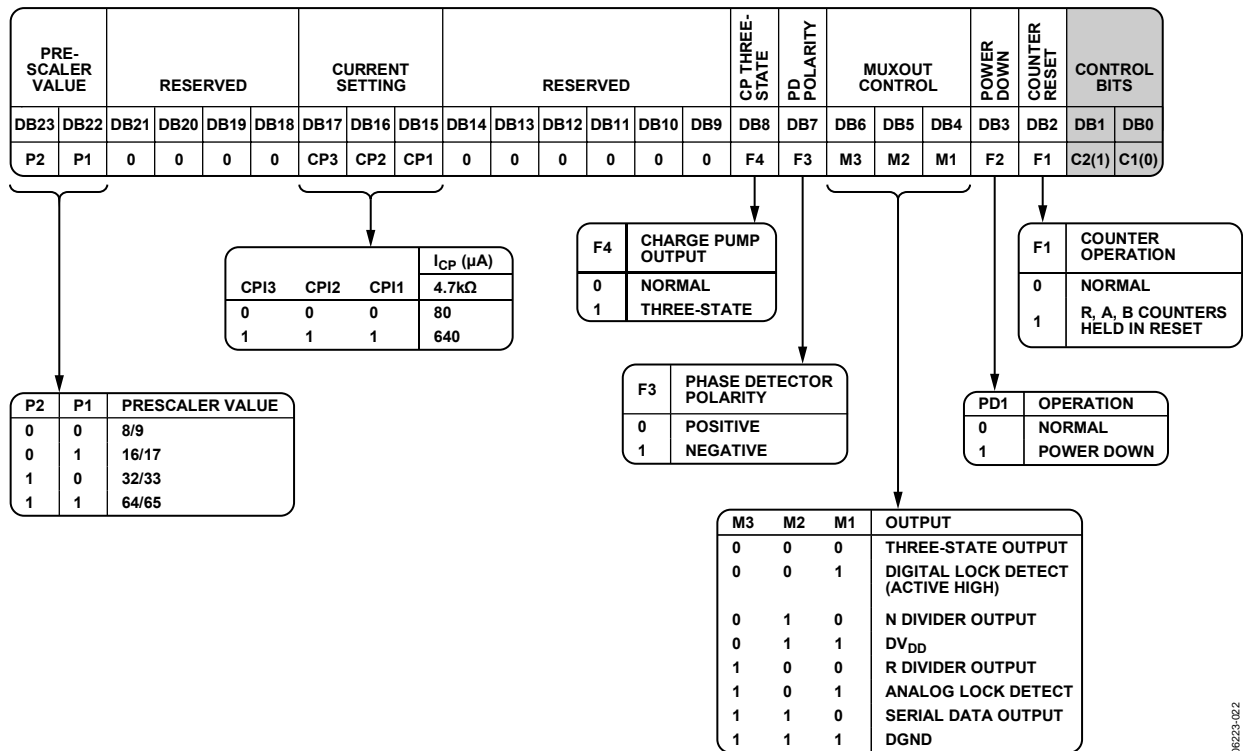 PRE-
SCALER
VALUE
RESERVED
CURRENT
SETTING
RESERVED
CP THREE-
STATE
PD
POLARITY
MUXOUT
CONTROL
POWER
DOWN
COUNTER
RESET
CONTROL
BITS
DB23 DB22 DB21 DB20 DB19 DB18 DB17 DB16 DB15 DB14 DB13 DB12 DB11 DB10 DB9 DB8 DB7 DB6 DB5 DB4 DB3 DB2 DB1 DB0
P2 P1 0 0 0 0 CP3 CP2 CP1 0 0 0 0 0 0 F4 F3 M3 M2 M1 F2 F1 C2(1) C1(0)
ICP (µA)
CPI3 CPI2 CPI1 4.7kΩ
0 0 0 80
1 1 1 640
F4 CHARGE PUMP
OUTPUT
0 NORMAL
1 THREE-STATE
F1 COUNTER
OPERATION
0 NORMAL
1 R, A, B COUNTERS
HELD IN RESET
P2 P1 PRESCALER VALUE
0 0 8/9
0 1 16/17
1 0 32/33
1 1 64/65
F3 PHASE DETECTOR
POLARITY
0 POSITIVE
1 NEGATIVE
PD1 OPERATION
0 NORMAL
1 POWER DOWN
M3 M2 M1 OUTPUT
0 0 0 THREE-STATE OUTPUT
0 0 1 DIGITAL LOCK DETECT
(ACTIVE HIGH)
0 1 0 N DIVIDER OUTPUT
0 1 1 DVDD
1 0 0 R DIVIDER OUTPUT
1 0 1 ANALOG LOCK DETECT
1 1 0 SERIAL DATA OUTPUT
1 1 1 DGND
06223-022